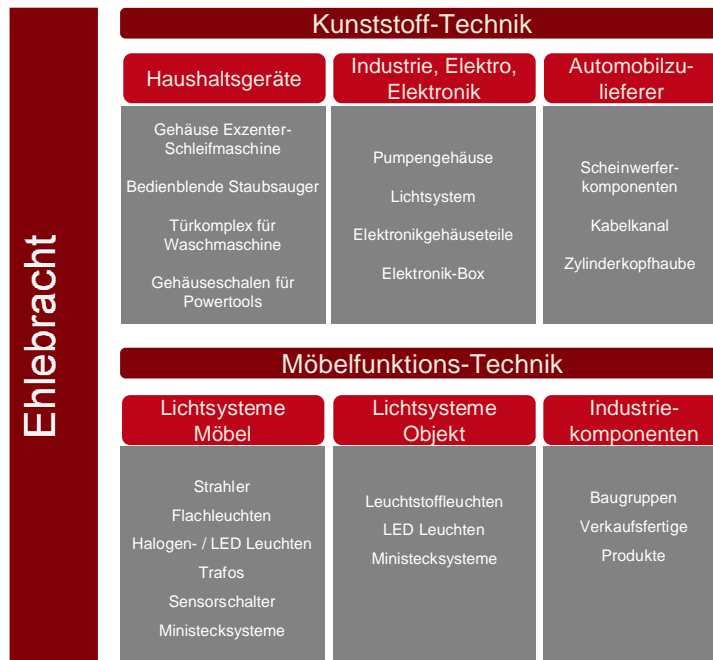 Ehlebracht
Kunststoff-Technik
Haushaltsgeräte
Gehäuse Exzenter-
Schleifmaschine
Bedienblende Staubsauger
Türkomplex für
Waschmaschine
Gehäuseschalen für
Powertools
Industrie, Elektro,
Elektronik
Pumpengehäuse
Lichtsystem
Elektronikgehäuseteile
Elektronik-Box
Automobilzu-
lieferer
Scheinwerfer-
komponenten
Kabelkanal
Zylinderkopfhaube
Möbelfunktions-Technik
Lichtsysteme
Möbel
Strahler
Flachleuchten
Halogen- / LED Leuchten
Trafos
Sensorschalter
Ministecksysteme
Lichtsysteme
Objekt
Leuchtstoffleuchten
LED Leuchten
Ministecksysteme
Industrie-
komponenten
Baugruppen
Verkaufsfertige
Produkte